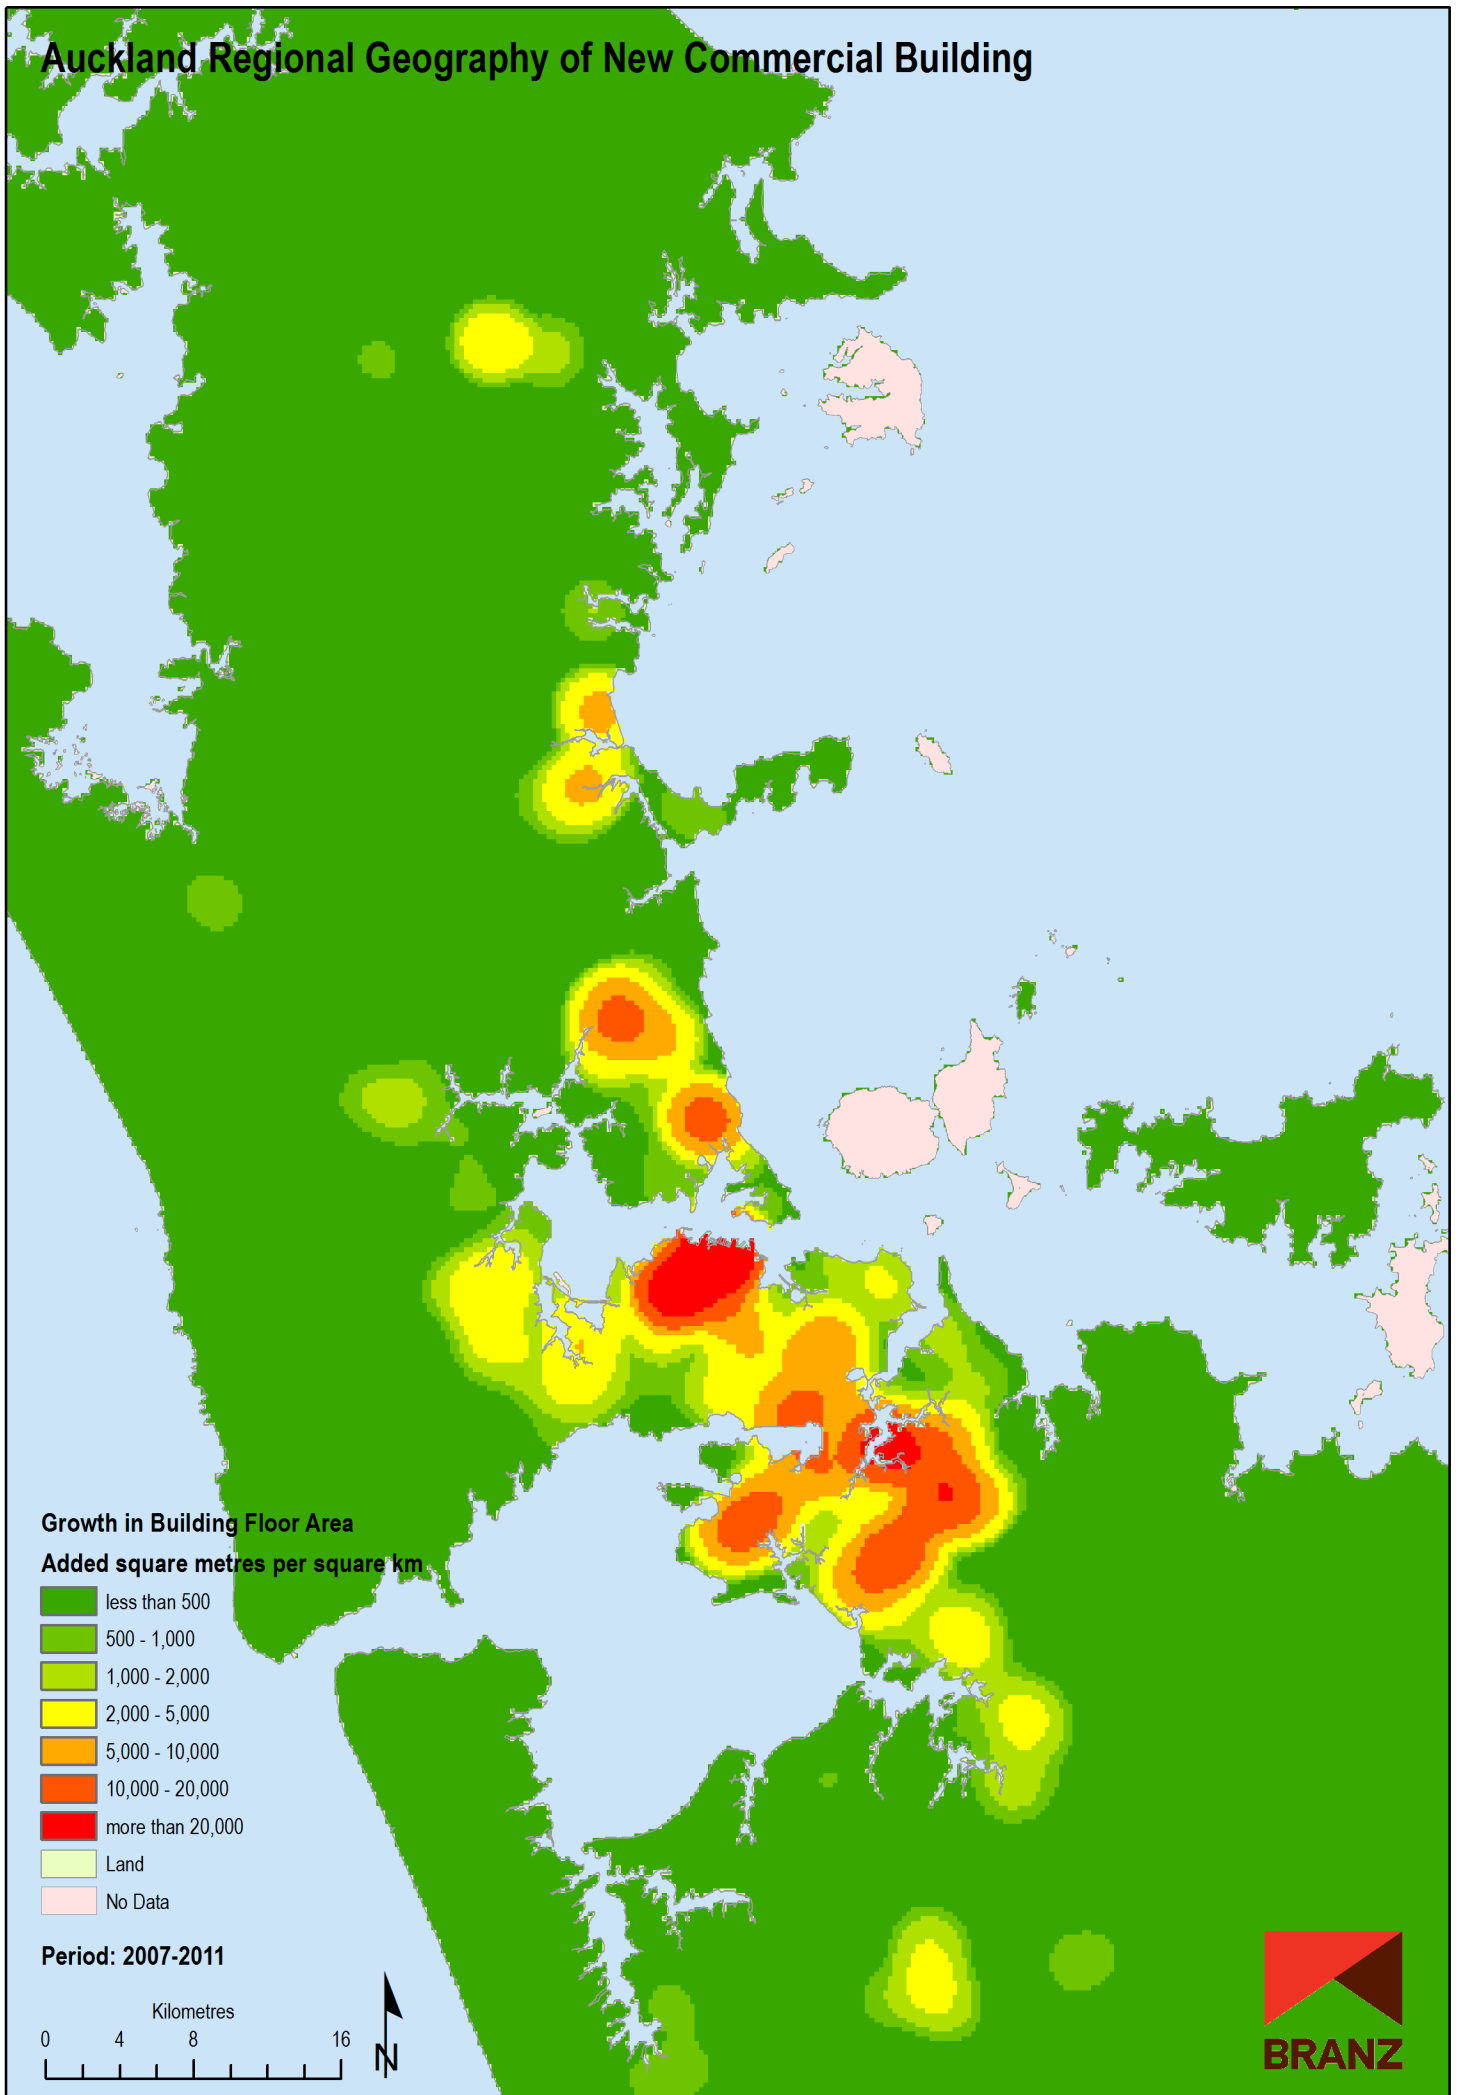 Auckland Regional Geography of New Commercial Building
Growth in Building Floor Area
Added square metres per square km
less than 500
500 - 1,000
1,000 - 2,000
2,000 - 5,000
5,000 - 10,000
10,000 - 20,000
more than 20,000
Land
No Data
Period: 2007-2011
Kilometres
0 4 8 16
N
BRANZ